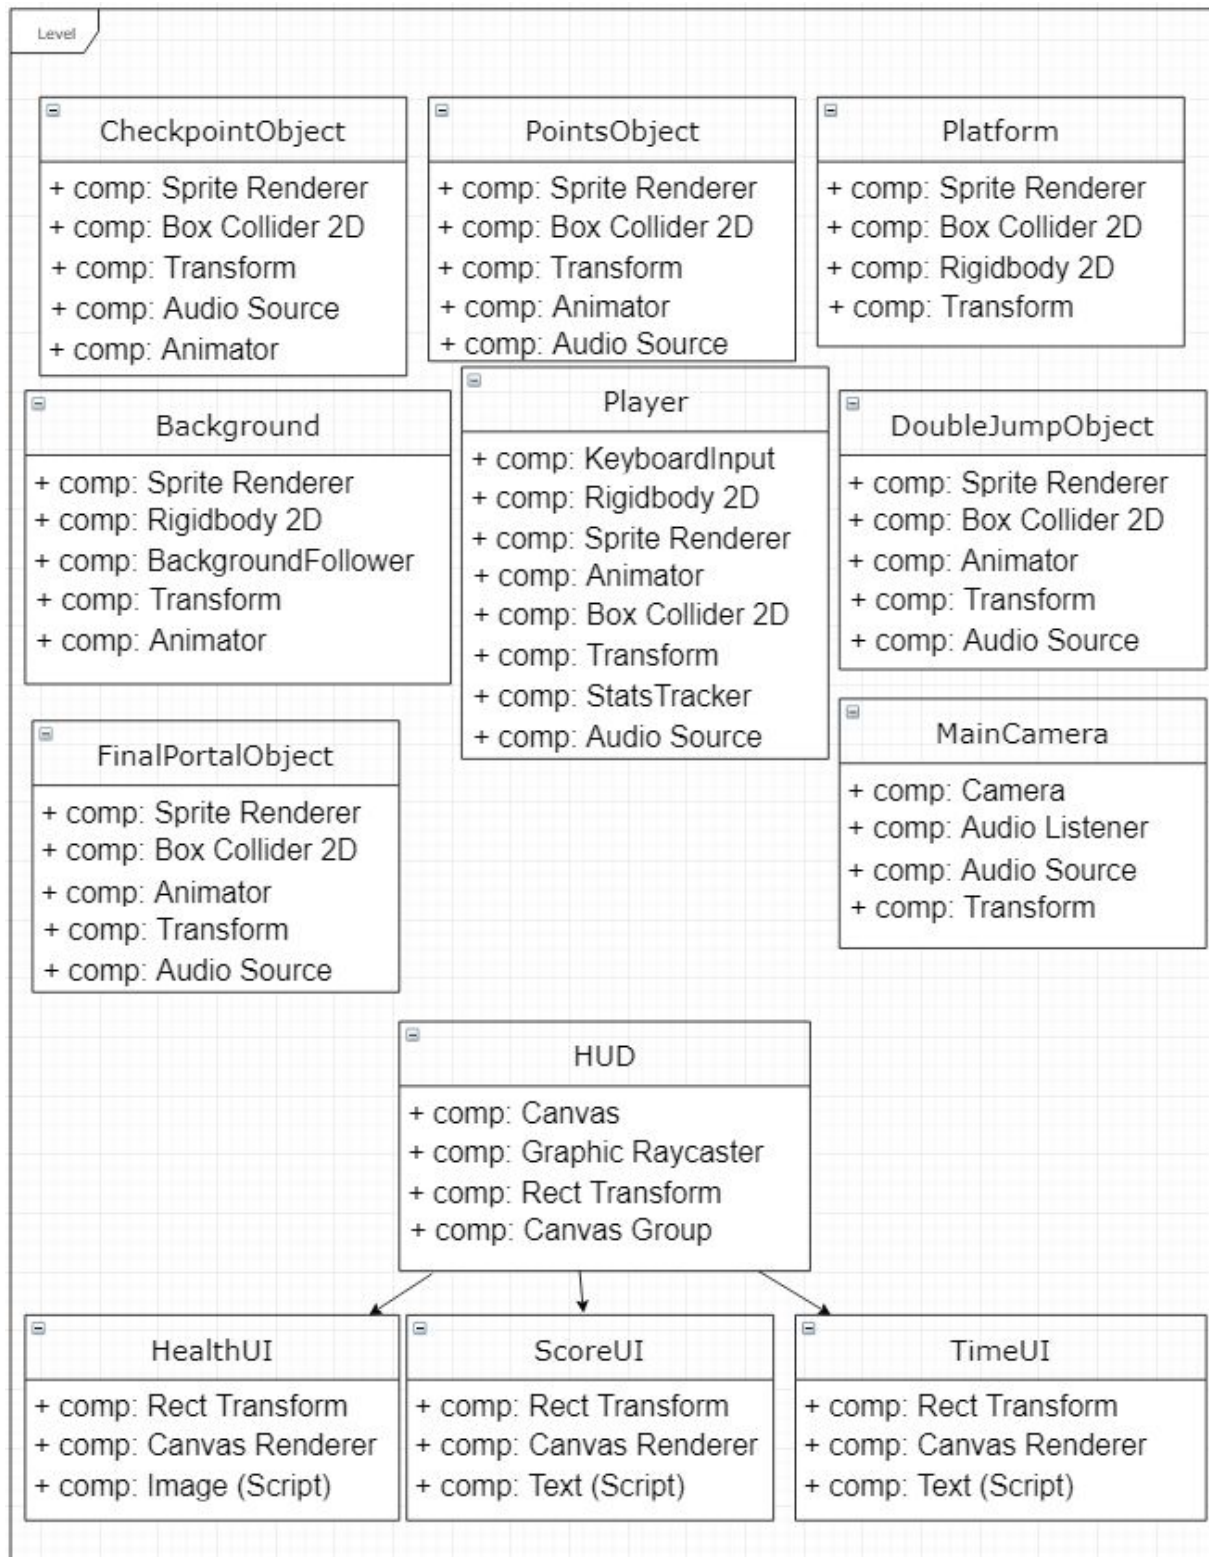 Level
CheckpointObject
+ comp: Sprite Renderer
+ comp: Box Collider 2D
+ comp: Transform
+ comp: Audio Source
+ comp: Animator
PointsObject
+ comp: Sprite Renderer
+ comp: Box Collider 2D
+ comp: Transform
+ comp: Animator
+ comp: Audio Source
Platform
+ comp: Sprite Renderer
+ comp: Box Collider 2D
+ comp: Rigidbody 2D
+ comp: Transform
Background
+ comp: Sprite Renderer
+ comp: Rigidbody 2D
+ comp: BackgroundFollower
+ comp: Transform
+ comp: Animator
Player
+ comp: KeyboardInput
+ comp: Rigidbody 2D
+ comp: Sprite Renderer
+ comp: Animator
+ comp: Box Collider 2D
+ comp: Transform
+ comp: StatsTracker
+ comp: Audio Source
DoubleJumpObject
+ comp: Sprite Renderer
+ comp: Box Collider 2D
+ comp: Animator
+ comp: Transform
+ comp: Audio Source
FinalPortalObject
+ comp: Sprite Renderer
+ comp: Box Collider 2D
+ comp: Animator
+ comp: Transform
+ comp: Audio Source
MainCamera
+ comp: Camera
+ comp: Audio Listener
+ comp: Audio Source
+ comp: Transform
HUD
+ comp: Canvas
+ comp: Graphic Raycaster
+ comp: Rect Transform
+ comp: Canvas Group
HealthUI
+ comp: Rect Transform
+ comp: Canvas Renderer
+ comp: Image (Script)
ScoreUI
+ comp: Rect Transform
+ comp: Canvas Renderer
+ comp: Text (Script)
TimeUI
+ comp: Rect Transform
+ comp: Canvas Renderer
+ comp: Text (Script)